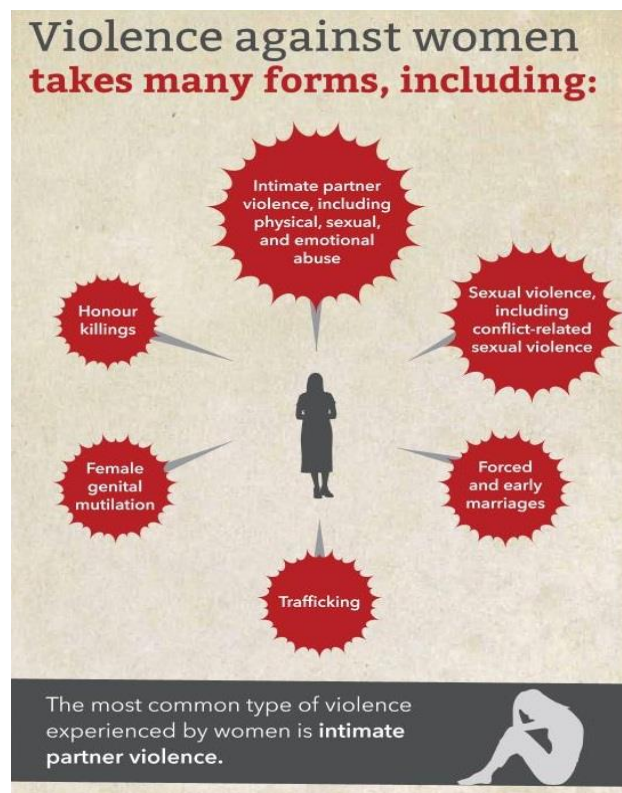 Violence against women
takes many forms, including:
Intimate partner
violence, including
physical, sexual,
and emotional
abuse
Honour
killings
Sexual violence,
including
conflict-related
sexual violence
Female
genital
mutilation
Forced
and early
marriages
Trafficking
The most common type of violence
experienced by women is intimate
partner violence.